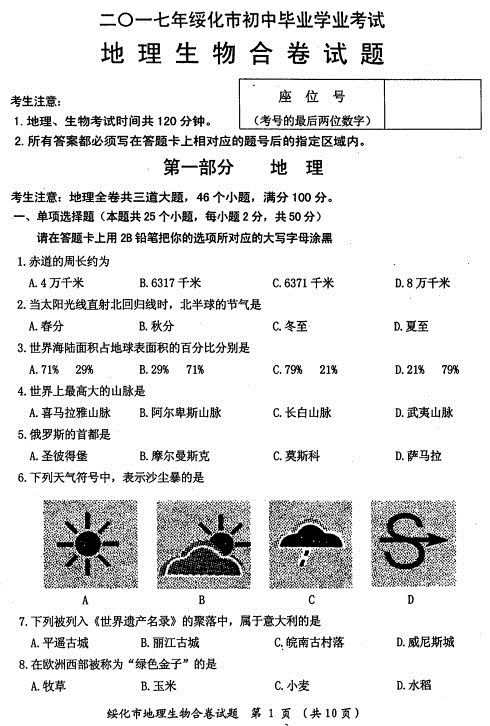 二〇一七年绥化市初中毕业学业考试
地 理 生 物 合 卷 试 题
考生注意:
座 位 号
(考号的最后两位数字)
1.地理、生物考试时间共120分钟。
2.所有答案都必须写在答题卡上相对应的题号后的指定区域内。
第一部分 地 理
考生注意:地理全卷共三道大题,46个小题,满分100分。
一、单项选择题(本题共25个小题,每小题2分,共50分)
请在答题卡上用2B铅笔把你的选项所对应的大写字母涂黑
1.赤道的周长约为
A.4万千米 B.6317千米 C.6371千米 D.8万千米
2.当太阳光线直射北回归线时,北半球的节气是
A.春分 B.秋分 C.冬至 D.夏至
3.世界海陆面积占地球表面积的百分比分别是
A.71% 29% B.29% 71% C.79% 21% D.21% 79%
4.世界上最高大的山脉是
A.喜马拉雅山脉 B.阿尔卑斯山脉 C.长白山脉 D.武夷山脉
5.俄罗斯的首都是
A.圣彼得堡 B.摩尔曼斯克 C.莫斯科 D.萨马拉
6.下列天气符号中,表示沙尘暴的是
A B C D
7.下列被列入《世界遗产名录》的聚落中,属于意大利的是
A.平遥古城 B.丽江古城 C.皖南古村落 D.威尼斯城
8.在欧洲西部被称为“绿色金子”的是
A.牧草 B.玉米 C.小麦 D.水稻
绥化市地理生物合卷试题 第 1 页 (共10页)